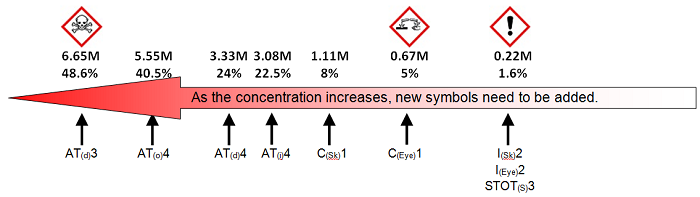 6.65M 5.55M 3.33M 3.08M 1.11M 0.67M 0.22M
48.6% 40.5% 24% 22.5% 8% 5% 1.6%
As the concentration increases, new symbols need to be added.
AT(d)3 AT(o)4 AT(d)4 AT(i)4 C(Sk)1 C(Eye)1 I(Sk)2
I(Eye)2
STOT(S)3